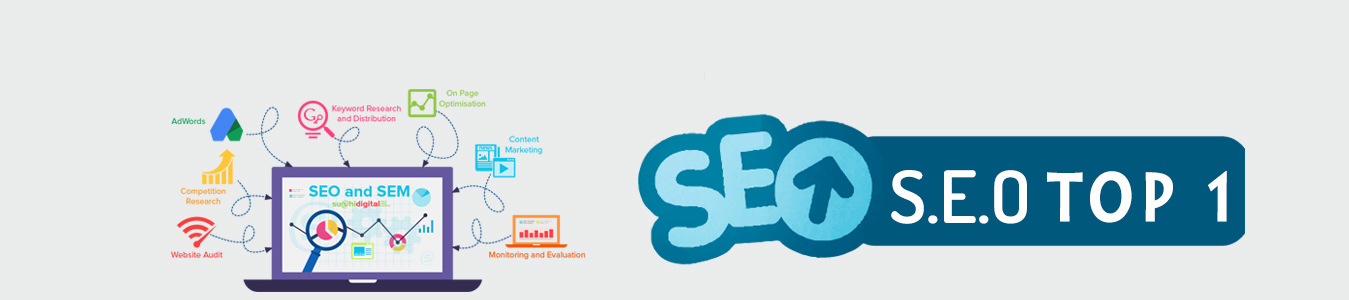 AdWords
Keyword Research
and Distribution
On Page
Optimisation
Content
Marketing
Competition
Research
Website Audit
SEO and SEM
Monitoring and Evaluation
SEO
S.E.O TOP 1